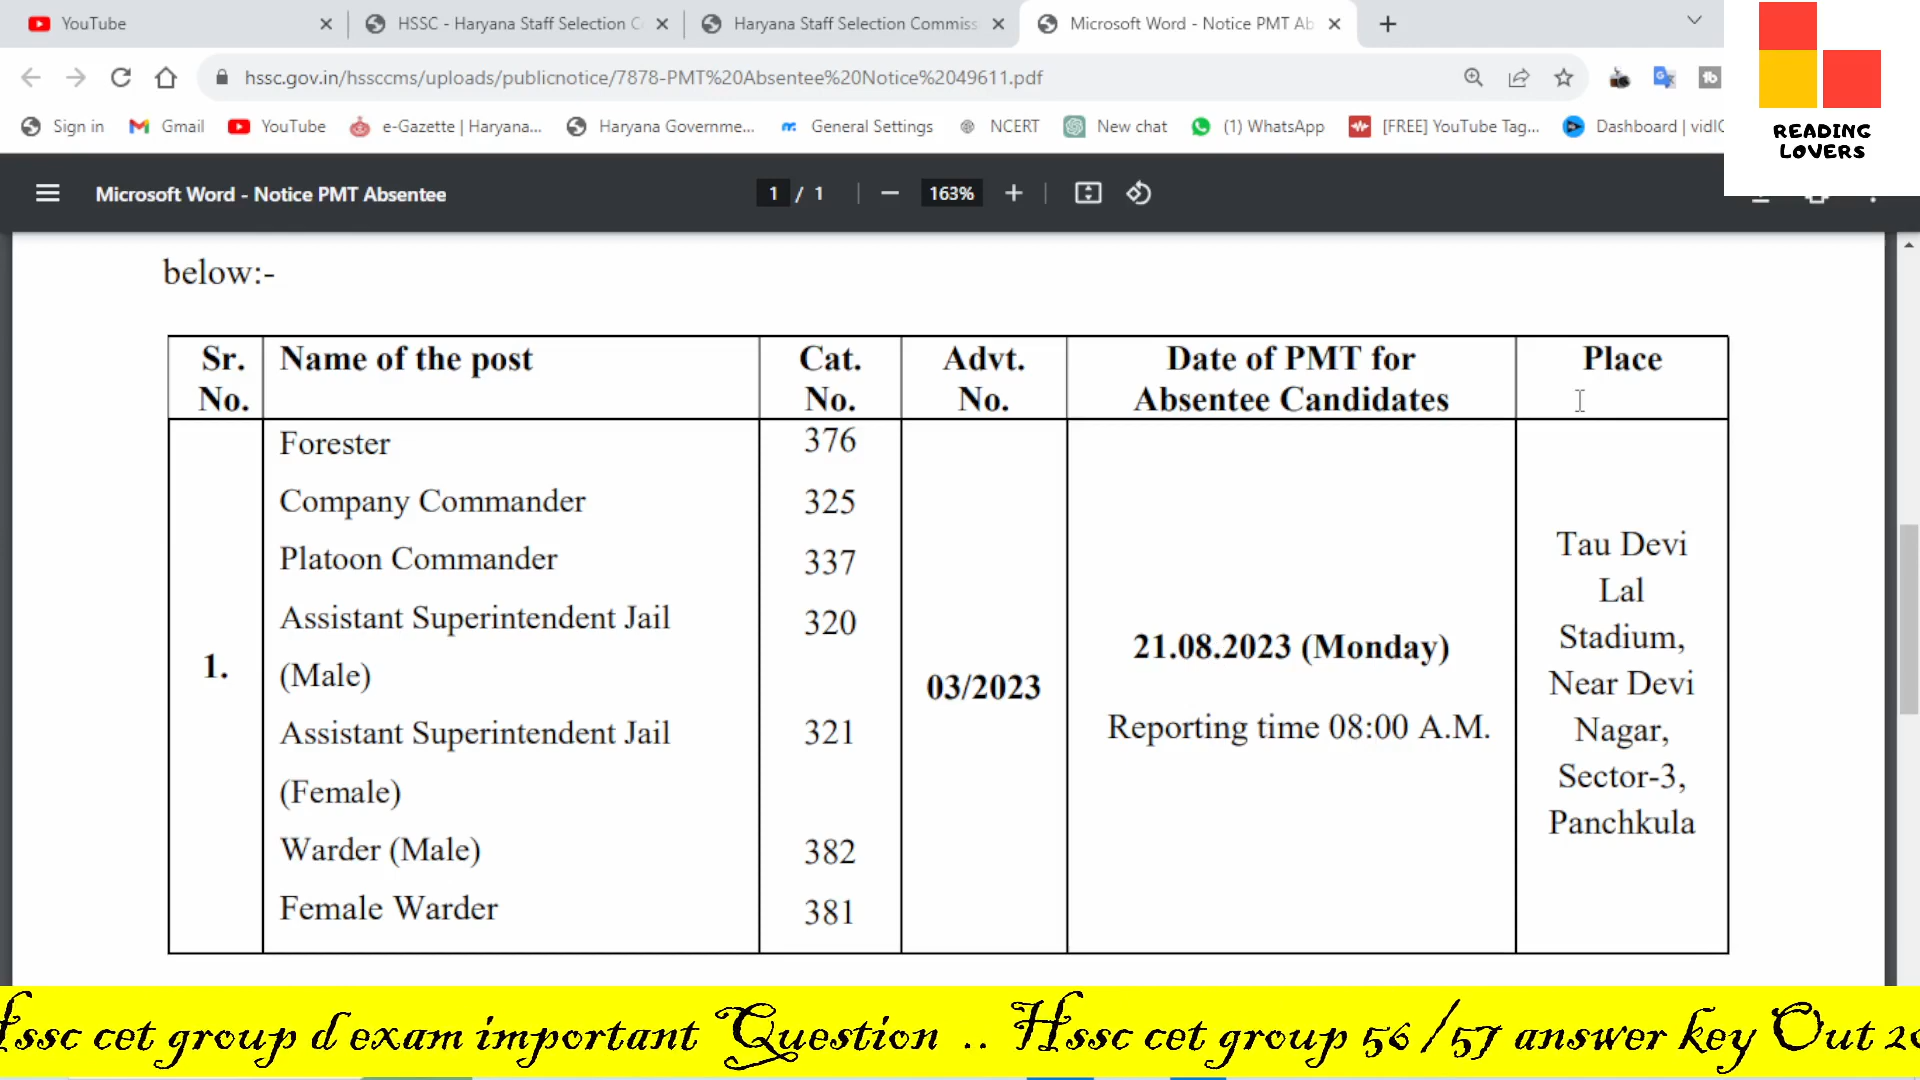 YouTube
HSSC - Haryana Staff Selection C
Haryana Staff Selection Commiss
Microsoft Word - Notice PMT Ab
hssc.gov.in/hssccms/uploads/publicnotice/7878-PMT%20Absentee%20Notice%2049611.pdf
Sign in
Gmail
YouTube
e-Gazette | Haryana...
Haryana Governme...
General Settings
NCERT
New chat
(1) WhatsApp
[FREE] YouTube Tag...
Dashboard | vidIC
READING
LOVERS
Microsoft Word - Notice PMT Absentee
1 / 1
163%
below:-
Sr. No.
Name of the post
Cat. No.
Advt. No.
Date of PMT for Absentee Candidates
Place
1.
Forester 376
Company Commander 325
Platoon Commander 337
Assistant Superintendent Jail 320
(Male)
Assistant Superintendent Jail 321
(Female)
Warder (Male) 382
Female Warder 381
03/2023
21.08.2023 (Monday)
Reporting time 08:00 A.M.
Tau Devi
Lal
Stadium,
Near Devi
Nagar,
Sector-3,
Panchkula
Hssc cet group d exam important Question .. Hssc cet group 56/57 answer key Out 20